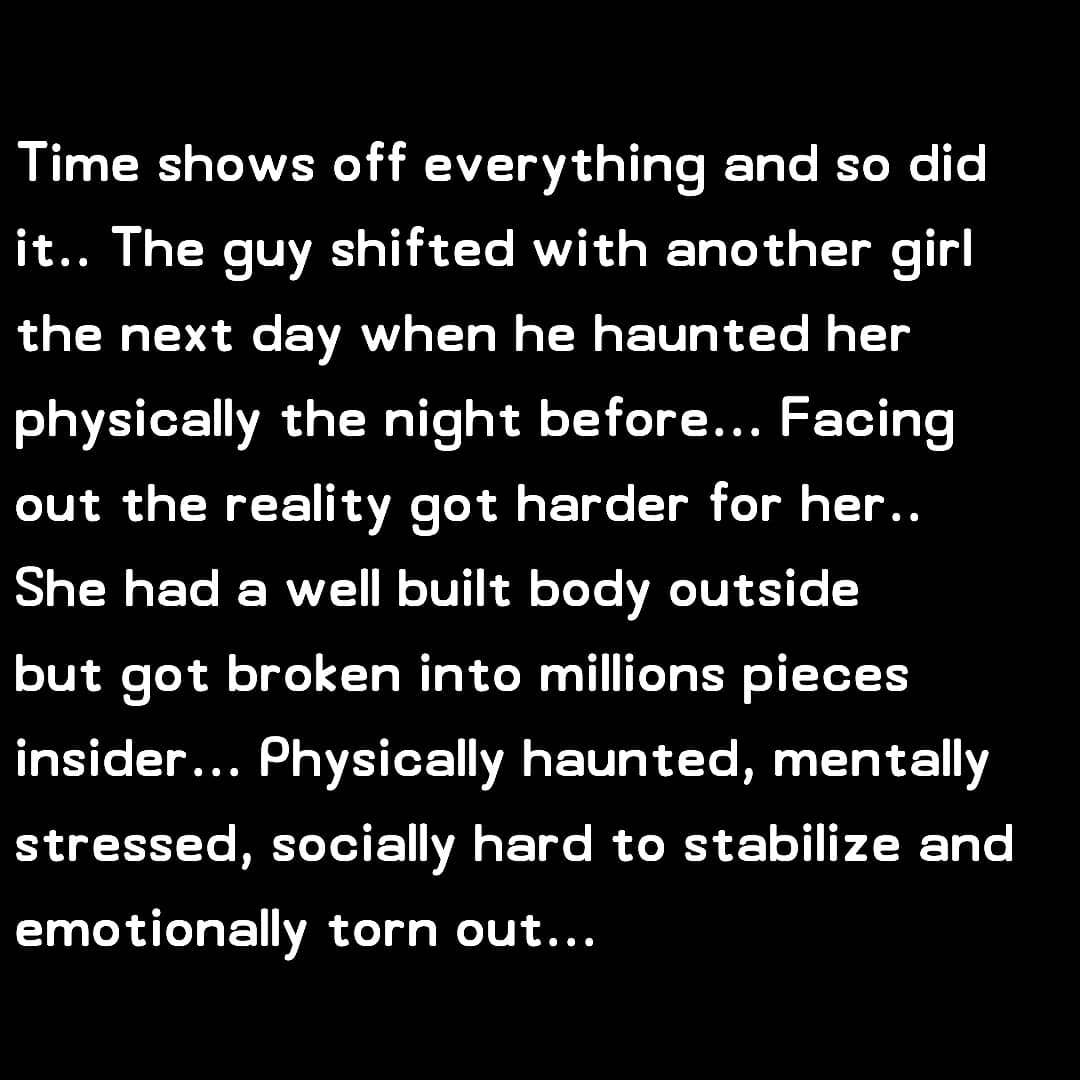 Time shows off everything and so did
it.. The guy shifted with another girl
the next day when he haunted her
physically the night before... Facing
out the reality got harder for her..
She had a well built body outside
but got broken into millions pieces
insider... Physically haunted, mentally
stressed, socially hard to stabilize and
emotionally torn out...